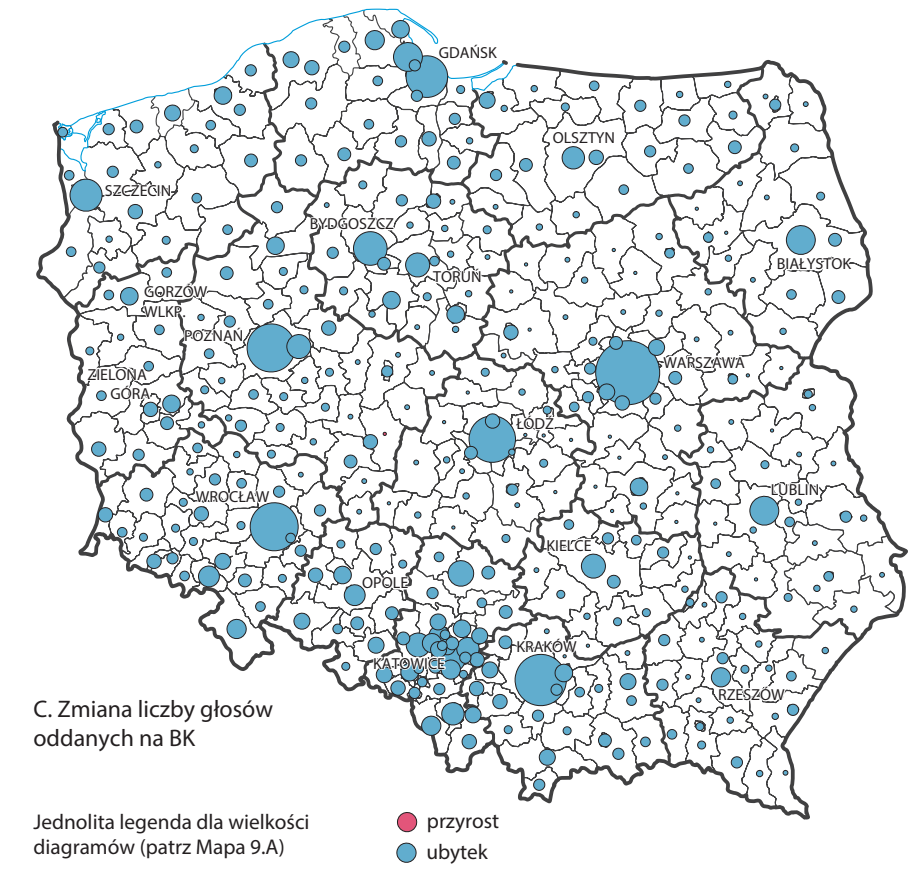 GDAŃSK
OLSZTYN
SZCZECIN
BYDGOSZCZ
BIAŁYSTOK
TORUŃ
GORZÓW
WLKP.
POZNAŃ
WARSZAWA
ZIELONA
GÓRA
ŁÓDŹ
WROCŁAW
LUBLIN
KIELCE
OPOLE
KRAKÓW
KATOWICE
RZESZÓW
C. Zmiana liczby głosów
oddanych na BK
Jednolita legenda dla wielkości
diagramów (patrz Mapa 9.A)
przyrost
ubytek